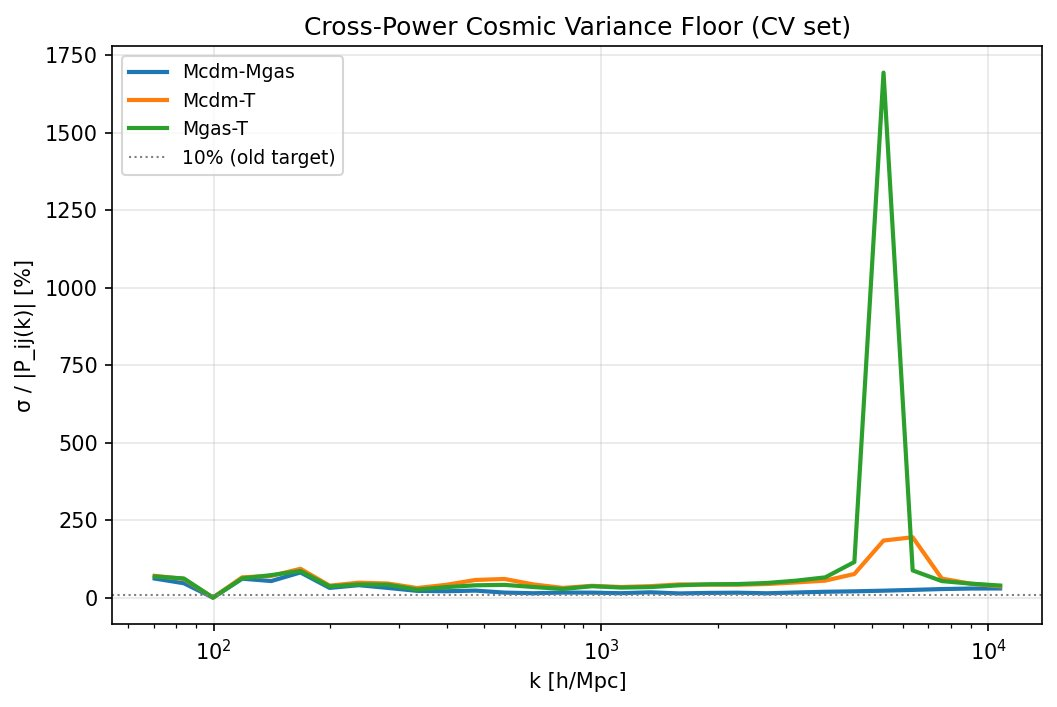 Cross-Power Cosmic Variance Floor (CV set)
Mcdm-Mgas
Mcdm-T
Mgas-T
10% (old target)
σ / |P_ij(k)| [%]
1750
1500
1250
1000
750
500
250
0
10²
10³
10⁴
k [h/Mpc]